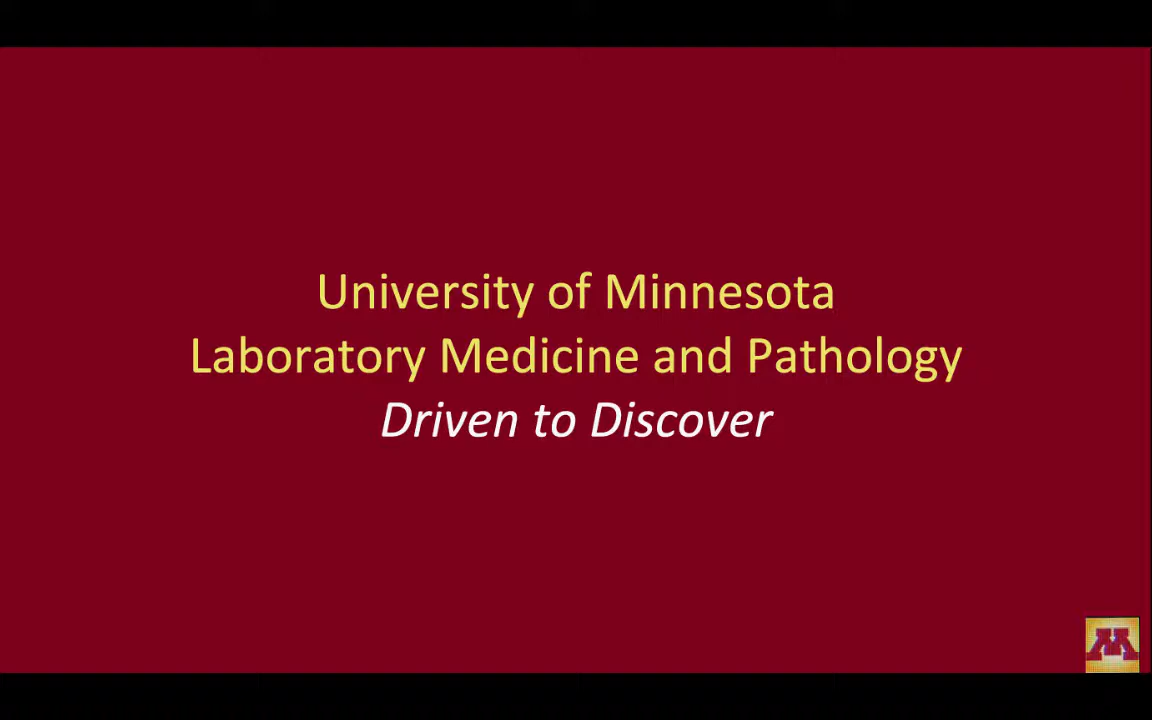 University of Minnesota
Laboratory Medicine and Pathology
Driven to Discover
M